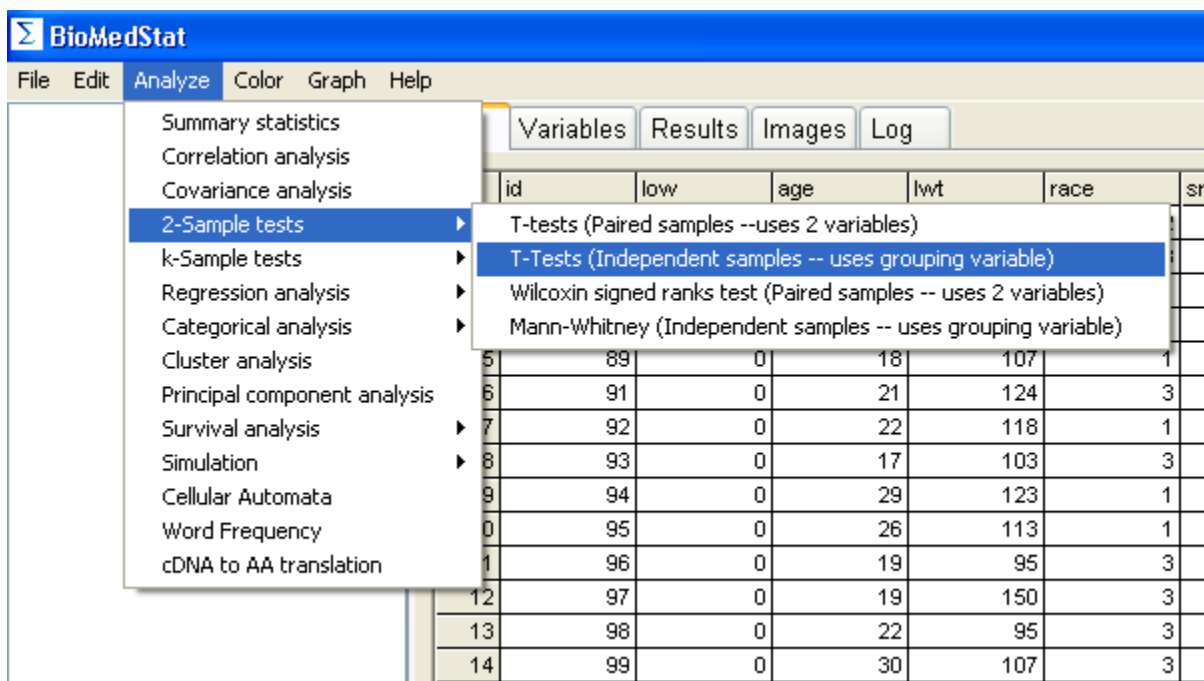 Σ BioMedStat
File Edit Analyze Color Graph Help
Variables Results Images Log
Summary statistics
Correlation analysis
Covariance analysis
2-Sample tests
k-Sample tests
Regression analysis
Categorical analysis
Cluster analysis
Principal component analysis
Survival analysis
Simulation
Cellular Automata
Word Frequency
cDNA to AA translation
T-tests (Paired samples --uses 2 variables)
T-Tests (Independent samples -- uses grouping variable)
Wilcoxin signed ranks test (Paired samples -- uses 2 variables)
Mann-Whitney (Independent samples -- uses grouping variable)
id low age lwt race
5 89 0 18 107 1
6 91 0 21 124 3
7 92 0 22 118 1
8 93 0 17 103 3
9 94 0 29 123 1
0 95 0 26 113 1
1 96 0 19 95 3
12 97 0 19 150 3
13 98 0 22 95 3
14 99 0 30 107 3